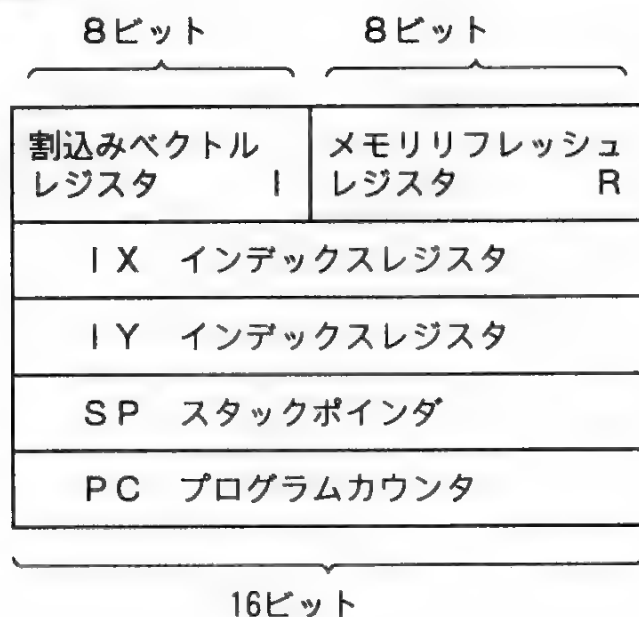 8ビット 8ビット
割込みベクトル メモリリフレッシュ
レジスタ I レジスタ R
IX インデックスレジスタ
IY インデックスレジスタ
SP スタックポインダ
PC プログラムカウンタ
16ビット